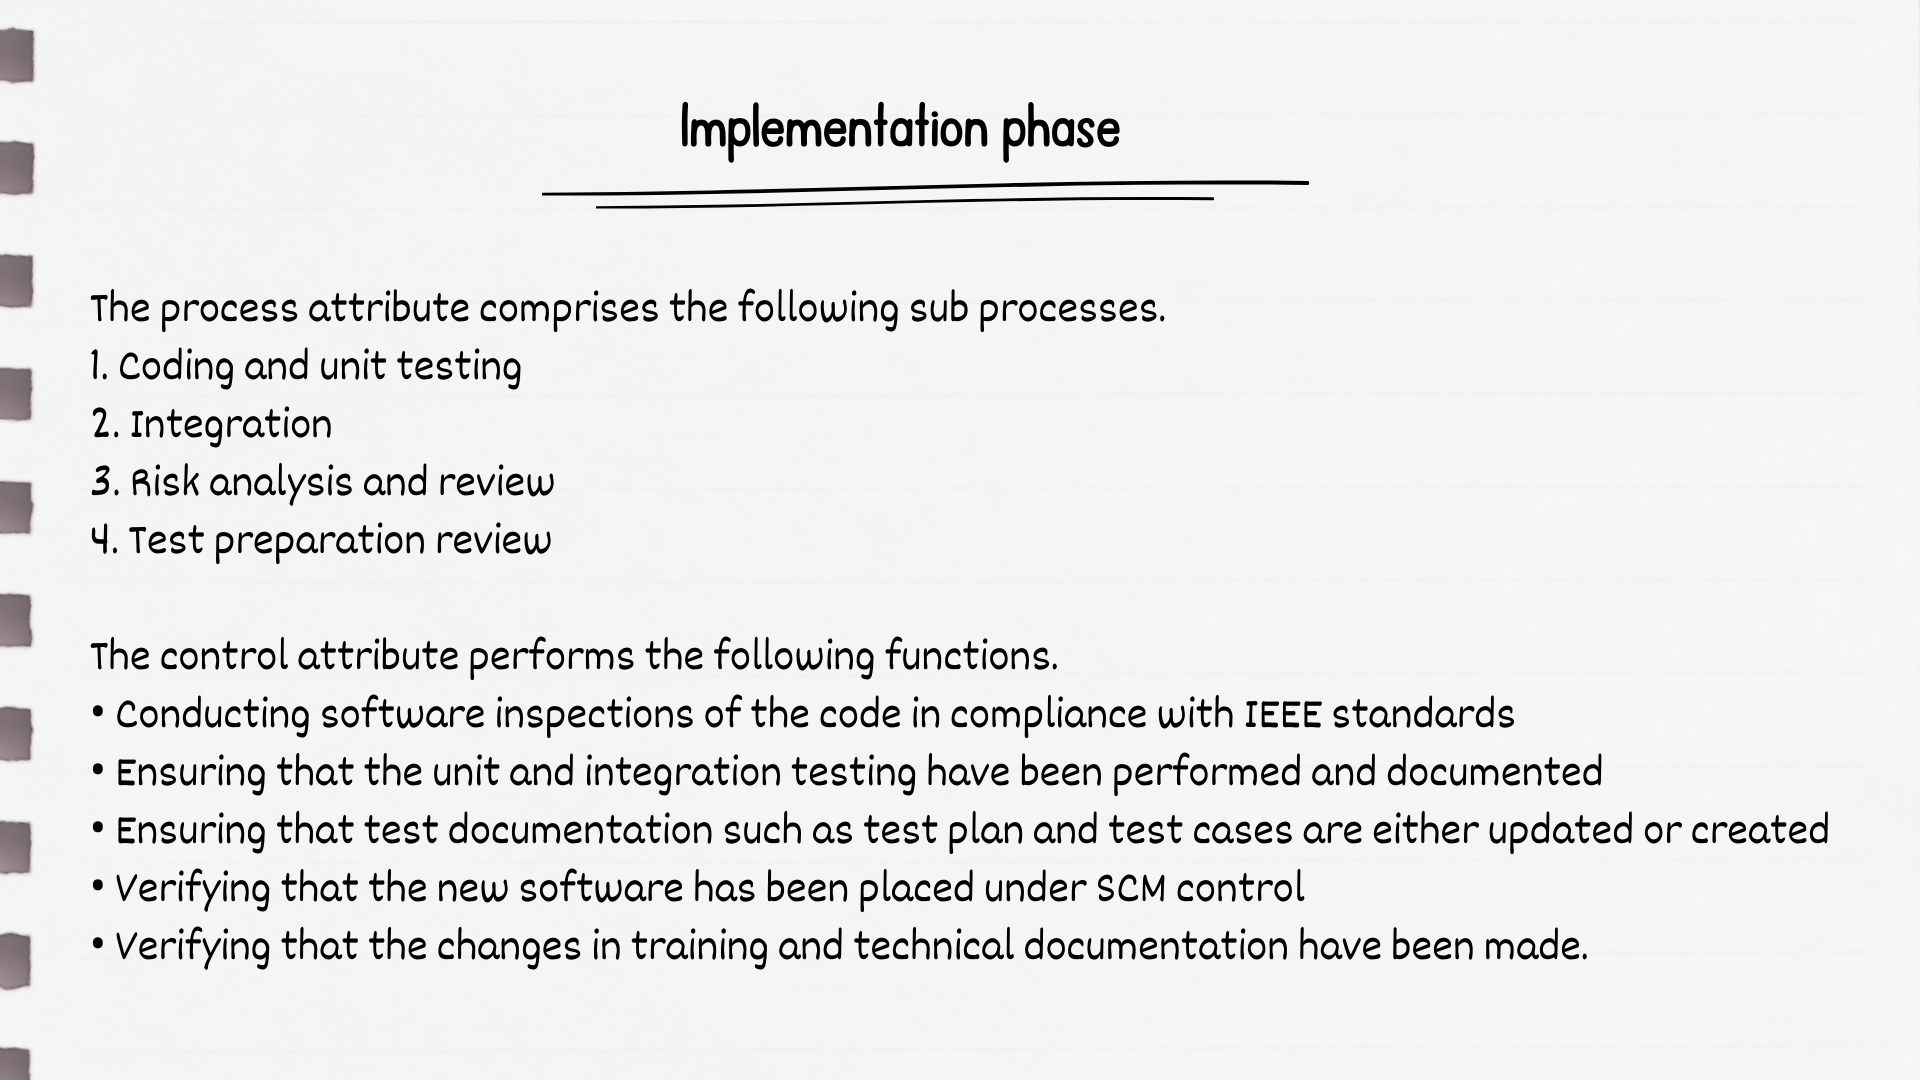 Implementation phase
The process attribute comprises the following sub processes.
1. Coding and unit testing
2. Integration
3. Risk analysis and review
4. Test preparation review
The control attribute performs the following functions.
• Conducting software inspections of the code in compliance with IEEE standards
• Ensuring that the unit and integration testing have been performed and documented
• Ensuring that test documentation such as test plan and test cases are either updated or created
• Verifying that the new software has been placed under SCM control
• Verifying that the changes in training and technical documentation have been made.